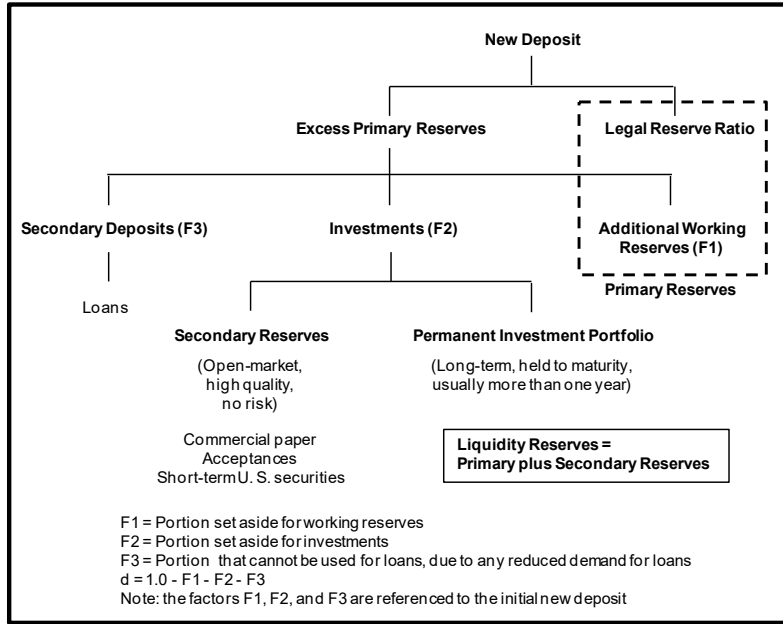 New Deposit
Excess Primary Reserves
Legal Reserve Ratio
Secondary Deposits (F3)
Investments (F2)
Additional Working
Reserves (F1)
Primary Reserves
Loans
Secondary Reserves
Permanent Investment Portfolio
(Open-market,
high quality,
no risk)
(Long-term, held to maturity,
usually more than one year)
Commercial paper
Acceptances
Short-term U. S. securities
Liquidity Reserves =
Primary plus Secondary Reserves
F1 = Portion set aside for working reserves
F2 = Portion set aside for investments
F3 = Portion that cannot be used for loans, due to any reduced demand for loans
d = 1.0 - F1 - F2 - F3
Note: the factors F1, F2, and F3 are referenced to the initial new deposit